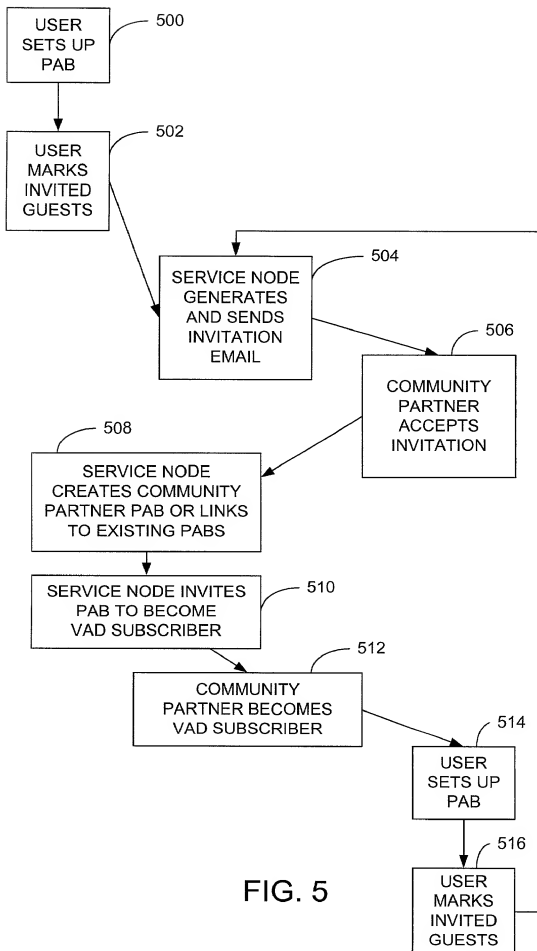 USER
SETS UP
PAB
500
USER
MARKS
INVITED
GUESTS
502
SERVICE NODE
GENERATES
AND SENDS
INVITATION
EMAIL
504
COMMUNITY
PARTNER
ACCEPTS
INVITATION
506
508
SERVICE NODE
CREATES COMMUNITY
PARTNER PAB OR LINKS
TO EXISTING PABS
SERVICE NODE INVITES
PAB TO BECOME
VAD SUBSCRIBER
510
COMMUNITY
PARTNER BECOMES
VAD SUBSCRIBER
512
514
USER
SETS UP
PAB
516
USER
MARKS
INVITED
GUESTS
FIG. 5